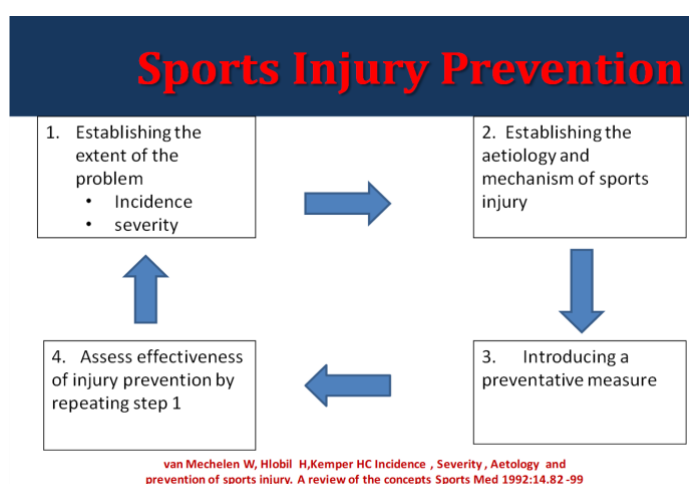 Sports Injury Prevention
1. Establishing the
extent of the
problem
• Incidence
• severity
2. Establishing the
aetiology and
mechanism of sports
injury
4. Assess effectiveness
of injury prevention by
repeating step 1
3. Introducing a
preventative measure
van Mechelen W, Hlobil H,Kemper HC Incidence , Severity , Aetology and
prevention of sports injury. A review of the concepts Sports Med 1992:14.82 -99